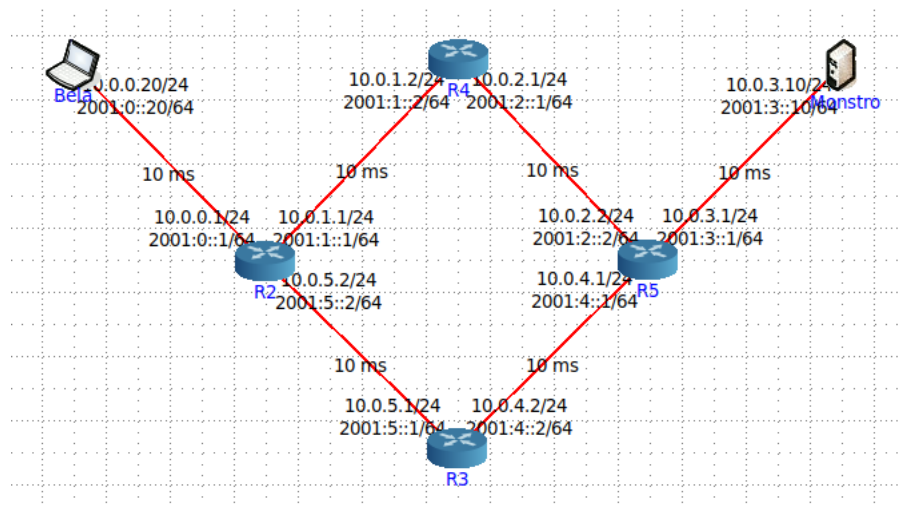 10.0.0.20/24
2001:0::20/64
Bela
10.0.1.2/24
2001:1::2/64
R4
10.0.2.1/24
2001:2::1/64
10.0.3.10/24
2001:3::10/64
Monstro
10 ms
10 ms
10 ms
10 ms
10.0.0.1/24
2001:0::1/64
10.0.1.1/24
2001:1::1/64
R2
10.0.5.2/24
2001:5::2/64
10.0.2.2/24
2001:2::2/64
10.0.3.1/24
2001:3::1/64
10.0.4.1/24
2001:4::1/64
R5
10 ms
10 ms
10.0.5.1/24
2001:5::1/64
10.0.4.2/24
2001:4::2/64
R3